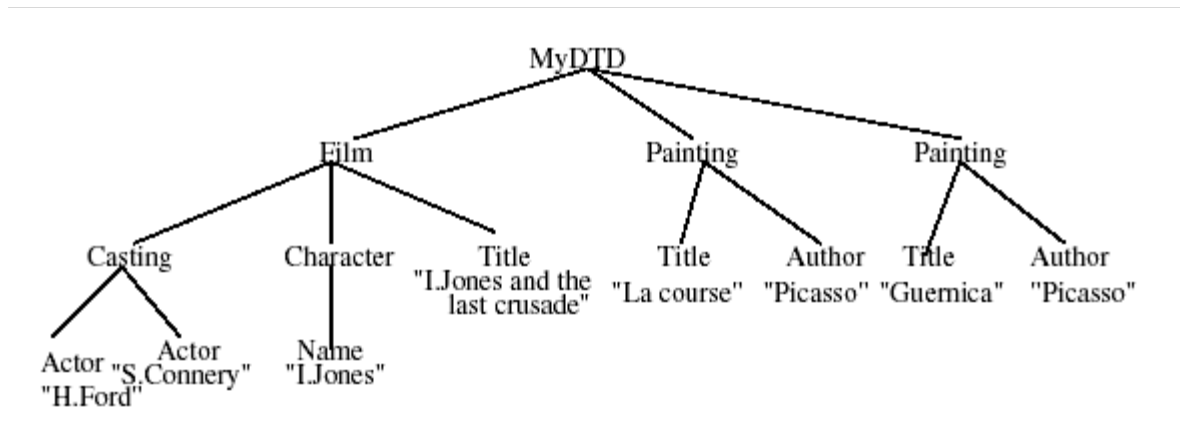 MyDTD
Film Painting Painting
Casting Character Title Title Author Title Author
"I.Jones and the
last crusade"
"La course" "Picasso" "Guernica" "Picasso"
Actor
"H.Ford"
Actor
"S.Connery"
Name
"I.Jones"